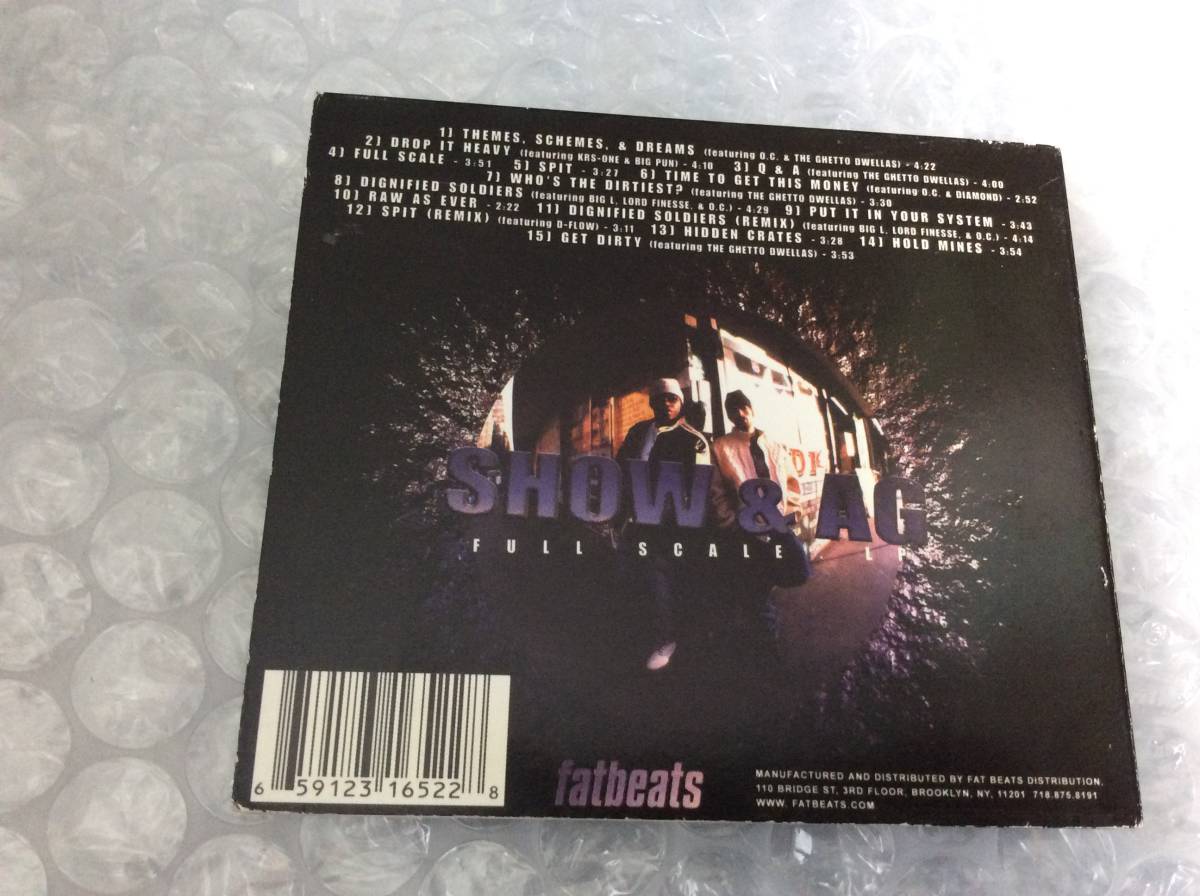 1] THEMES, SCHEMES, & DREAMS (featuring O.C. & THE GHETTO DWELLAS) - 4:22
2] DROP IT HEAVY (featuring KRS-ONE & BIG PUN) - 4:10 3] Q & A (featuring THE GHETTO DWELLAS) - 4:00
4] FULL SCALE - 3:51 5] SPIT - 3:27 6] TIME TO GET THIS MONEY (featuring O.C. & DIAMOND) - 2:52
7] WHO'S THE DIRTIEST? (featuring THE GHETTO DWELLAS) - 3:30
8] DIGNIFIED SOLDIERS (featuring BIG L, LORD FINESSE, & O.C.) - 4:29 9] PUT IT IN YOUR SYSTEM - 3:43
10] RAW AS EVER - 2:22 11] DIGNIFIED SOLDIERS (REMIX) (featuring BIG L, LORD FINESSE, & O.C.) - 4:14
12] SPIT (REMIX) (featuring D-FLOW) - 3:11 13] HIDDEN CRATES - 3:28 14] HOLD MINES - 3:54
15] GET DIRTY (featuring THE GHETTO DWELLAS) - 3:53
SHOW & AG
FULL SCALE LP
6 59123 16522 8
fatbeats
MANUFACTURED AND DISTRIBUTED BY FAT BEATS DISTRIBUTION.
110 BRIDGE ST, 3RD FLOOR, BROOKLYN, NY, 11201 718.875.8191
WWW. FATBEATS.COM